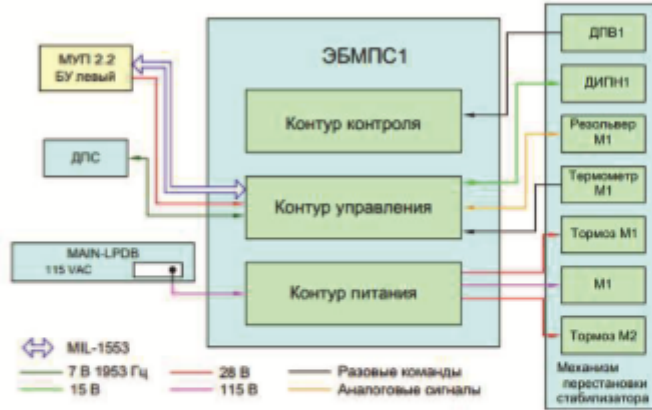 ЭБМПС1
МУП 2.2
БУ левый
ДПС
MAIN-LPDB
115 VAC
Контур контроля
Контур управления
Контур питания
ДПВ1
ДИПН1
Резольвер
М1
Термометр
М1
Тормоз М1
М1
Тормоз М2
Механизм
перестановки
стабилизатора
MIL-1553
7 В 1953 Гц
28 В
Разовые команды
15 В
115 В
Аналоговые сигналы